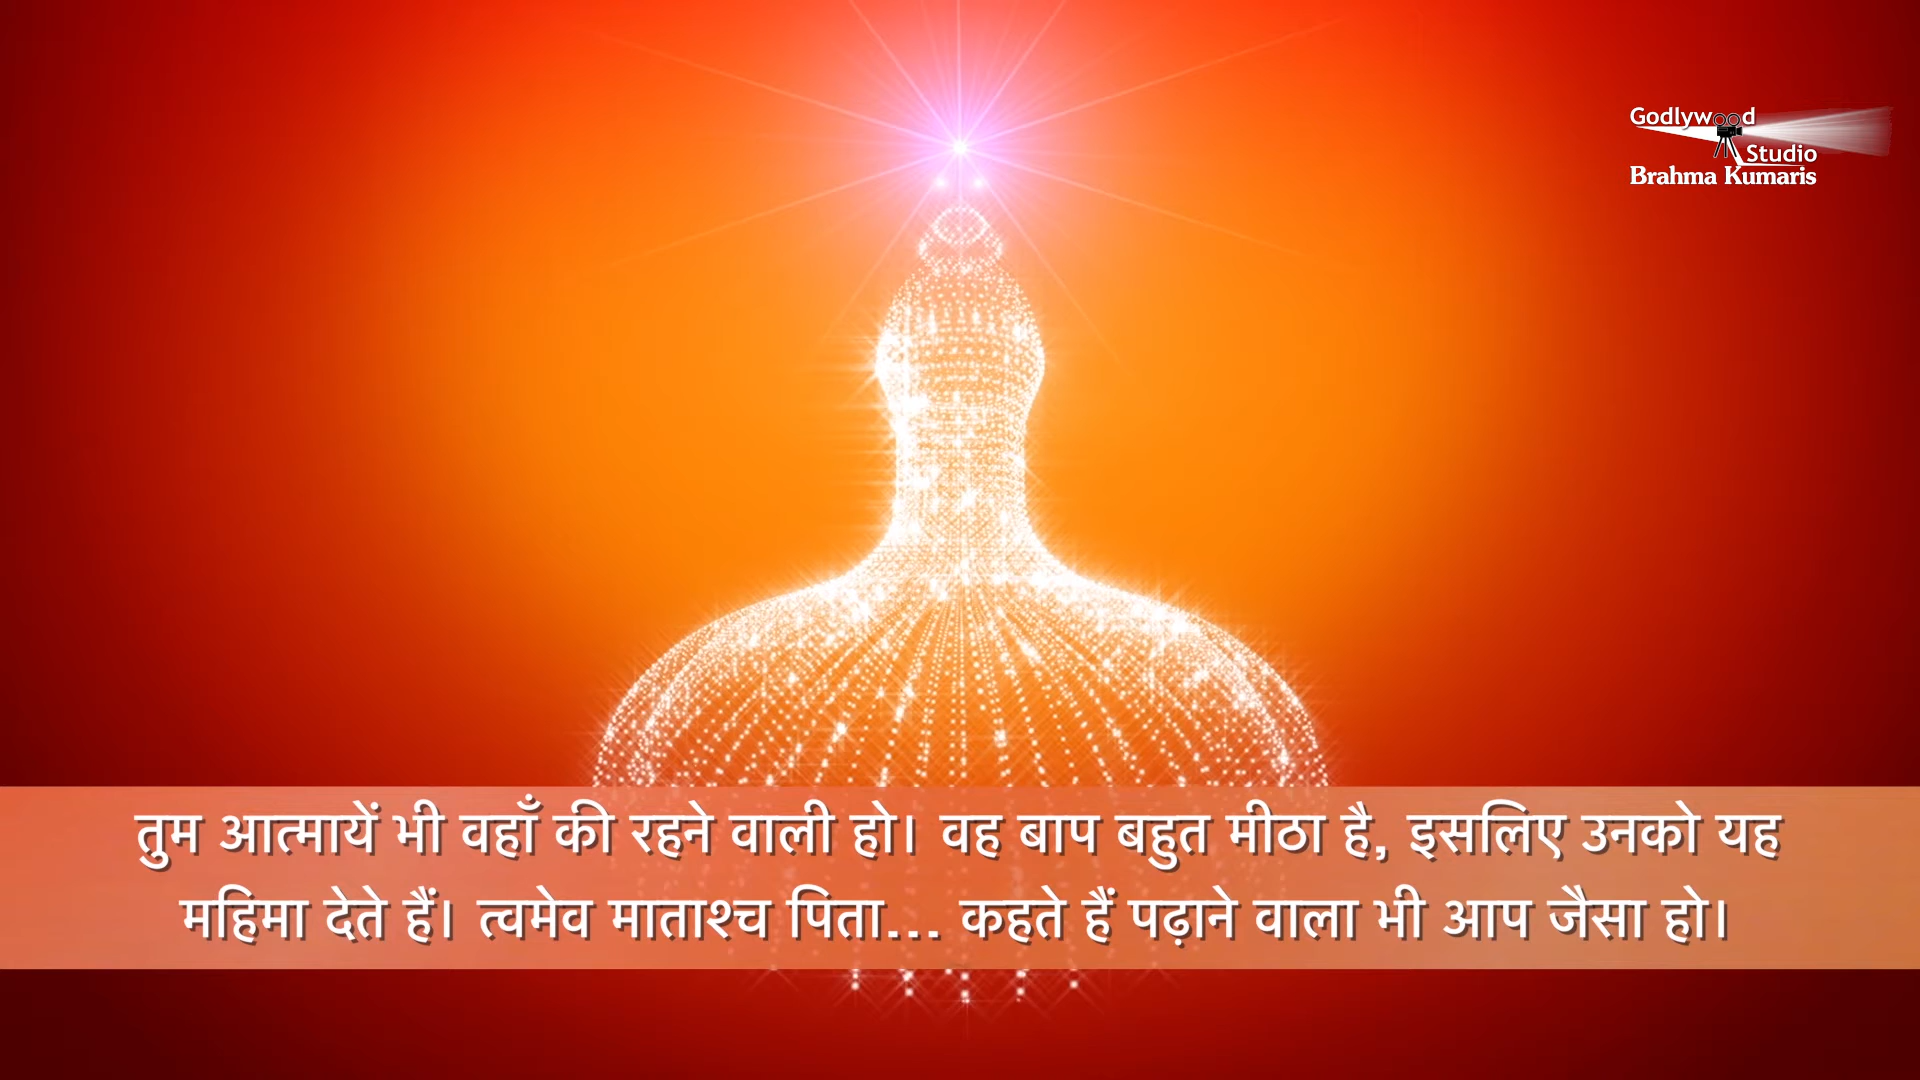 Godlywood
Studio
Brahma Kumaris
तुम आत्मायें भी वहाँ की रहने वाली हो। वह बाप बहुत मीठा है, इसलिए उनको यह
महिमा देते हैं। त्वमेव माताश्च पिता... कहते हैं पढ़ाने वाला भी आप जैसा हो।